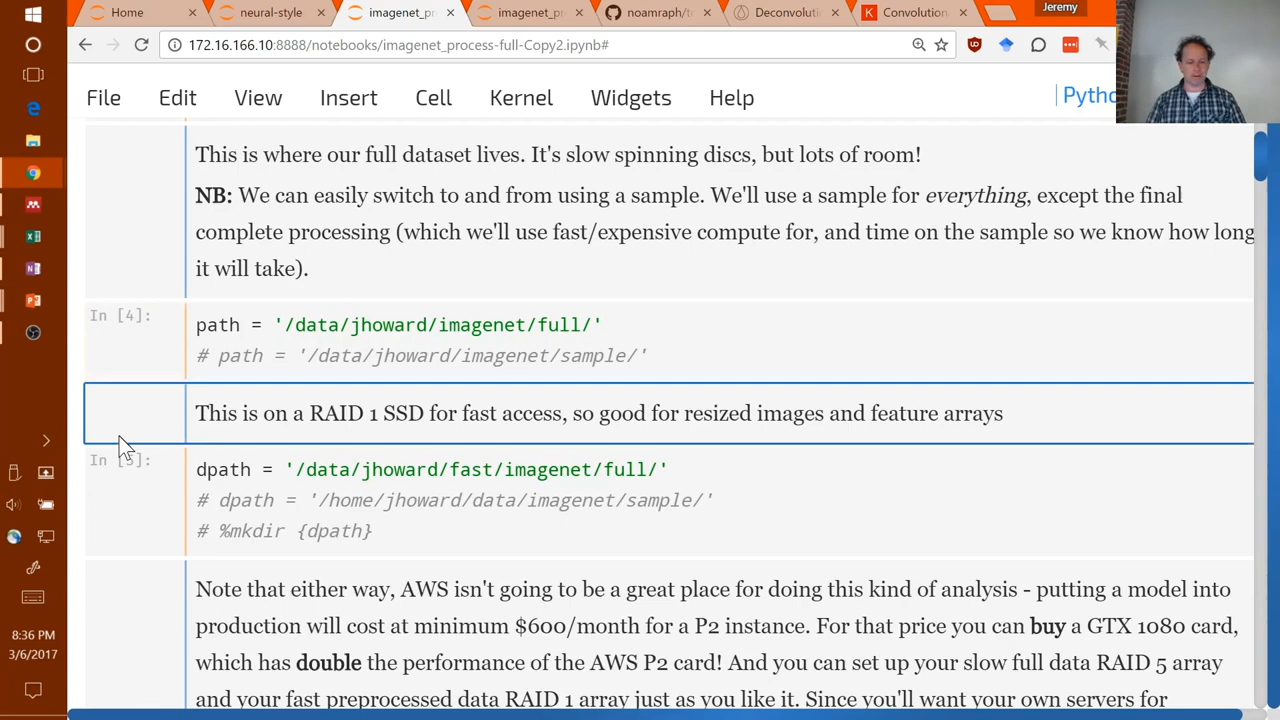 Home
neural-style
imagenet_pr
imagenet_pr
noamraph/t
Deconvoluti
Convolution
Jeremy
172.16.166.10:8888/notebooks/imagenet_process-full-Copy2.ipynb#
File Edit View Insert Cell Kernel Widgets Help
Pytho
This is where our full dataset lives. It's slow spinning discs, but lots of room!
NB: We can easily switch to and from using a sample. We'll use a sample for everything, except the final
complete processing (which we'll use fast/expensive compute for, and time on the sample so we know how long
it will take).
In [4]:
path = '/data/jhoward/imagenet/full/'
# path = '/data/jhoward/imagenet/sample/'
This is on a RAID 1 SSD for fast access, so good for resized images and feature arrays
In [5]:
dpath = '/data/jhoward/fast/imagenet/full/'
# dpath = '/home/jhoward/data/imagenet/sample/'
# %mkdir {dpath}
Note that either way, AWS isn't going to be a great place for doing this kind of analysis - putting a model into
production will cost at minimum $600/month for a P2 instance. For that price you can buy a GTX 1080 card,
which has double the performance of the AWS P2 card! And you can set up your slow full data RAID 5 array
and your fast preprocessed data RAID 1 array just as you like it. Since you'll want your own servers for
8:36 PM
3/6/2017